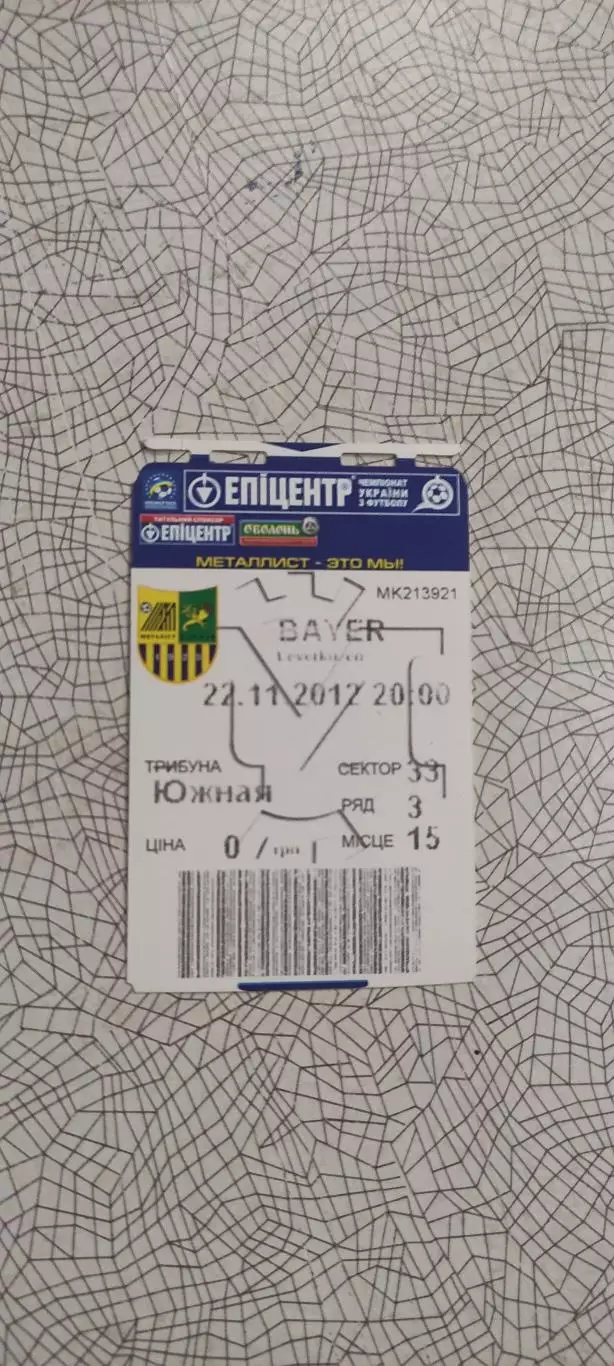 ЕПІЦЕНТР® ЧЕМПІОНАТ УКРАЇНИ З ФУТБОЛУ
ТИТУЛЬНИЙ СПОНСОР
ЕПІЦЕНТР ОБОЛОНЬ
МЕТАЛЛИСТ - ЭТО МЫ!
MK213921
МЕТАЛІСТ
BAYER
22.11.2012 20:00
ТРИБУНА СЕКТОР 33
Южная РЯД 3
ЦІНА 0 / грн МІСЦЕ 15